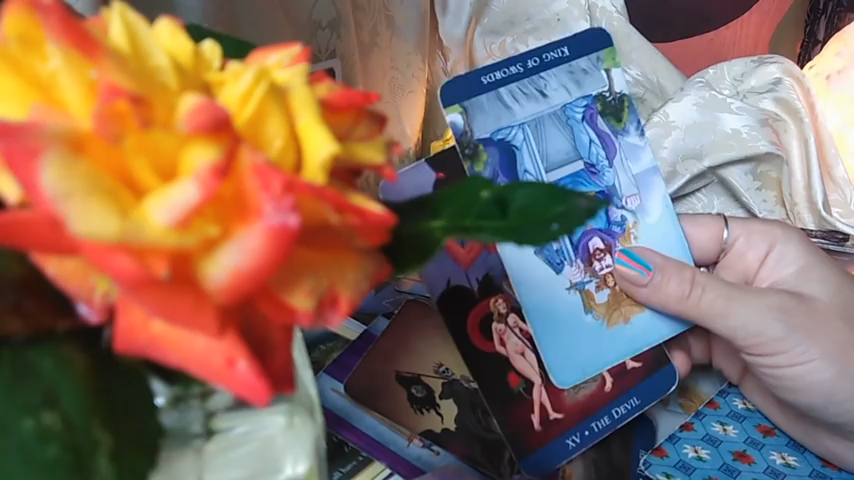 KING OF SWORDS
XV • THE DEVIL